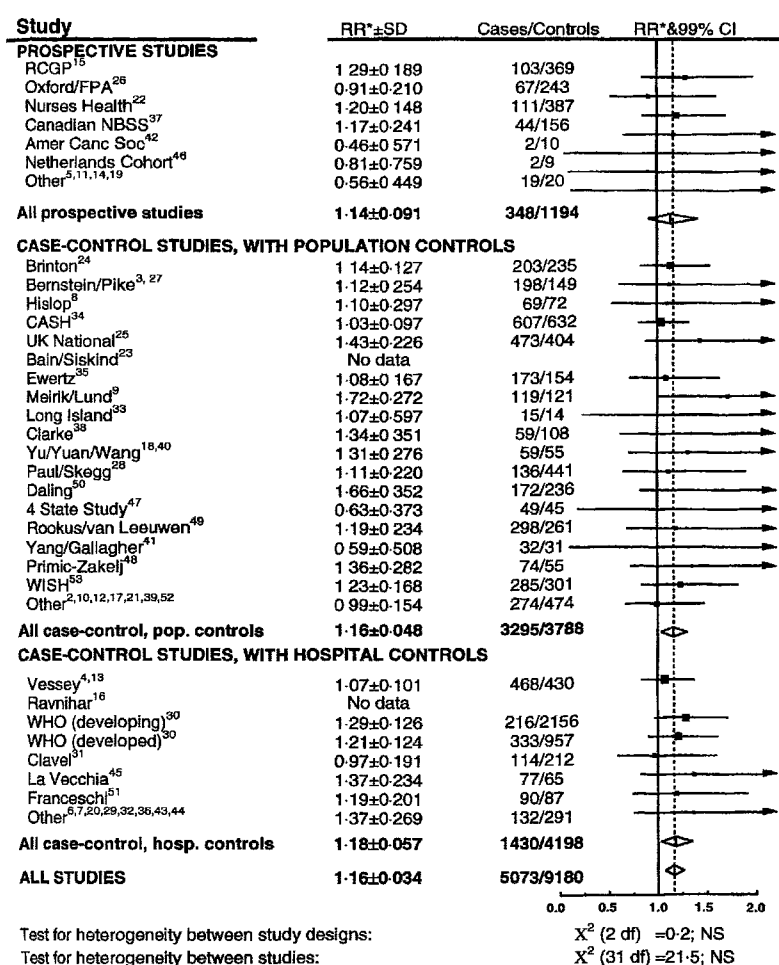 Study RR*±SD Cases/Controls RR*&99% CI
PROSPECTIVE STUDIES
RCGP15 1 29±0 189 103/369
Oxford/FPA26 0·91±0·210 67/243
Nurses Health22 1·20±0 148 111/387
Canadian NBSS37 1·17±0·241 44/156
Amer Canc Soc42 0·46±0 571 2/10
Netherlands Cohort46 0·81±0·759 2/9
Other5,11,14,19 0·56±0 449 19/20
All prospective studies 1·14±0·091 348/1194
CASE-CONTROL STUDIES, WITH POPULATION CONTROLS
Brinton24 1 14±0·127 203/235
Bernstein/Pike3, 27 1·12±0 254 198/149
Hislop8 1·10±0·297 69/72
CASH34 1·03±0·097 607/632
UK National25 1·43±0·226 473/404
Bain/Siskind23 No data
Ewertz35 1·08±0 167 173/154
Meirik/Lund9 1·72±0·272 119/121
Long Island33 1·07±0·597 15/14
Clarke38 1·34±0 351 59/108
Yu/Yuan/Wang18,40 1 31±0·276 59/55
Paul/Skegg28 1·11±0·220 136/441
Daling50 1·66±0 352 172/236
4 State Study47 0·63±0·373 49/45
Rookus/van Leeuwen49 1·19±0 234 298/261
Yang/Gallagher41 0 59±0·508 32/31
Primic-Zakelj48 1 36±0·282 74/55
WISH53 1 23±0·168 285/301
Other2,10,12,17,21,39,52 0 99±0·154 274/474
All case-control, pop. controls 1·16±0·048 3295/3788
CASE-CONTROL STUDIES, WITH HOSPITAL CONTROLS
Vessey4,13 1·07±0·101 468/430
Ravnihar16 No data
WHO (developing)30 1·29±0·126 216/2156
WHO (developed)30 1·21±0·124 333/957
Clavel31 0·97±0·191 114/212
La Vecchia45 1·37±0·234 77/65
Franceschi51 1·19±0·201 90/87
Other6,7,20,29,32,36,43,44 1·37±0·269 132/291
All case-control, hosp. controls 1·18±0·057 1430/4198
ALL STUDIES 1·16±0·034 5073/9180
0.0 0.5 1.0 1.5 2.0
Test for heterogeneity between study designs: X2 (2 df) =0·2; NS
Test for heterogeneity between studies: X2 (31 df) =21·5; NS